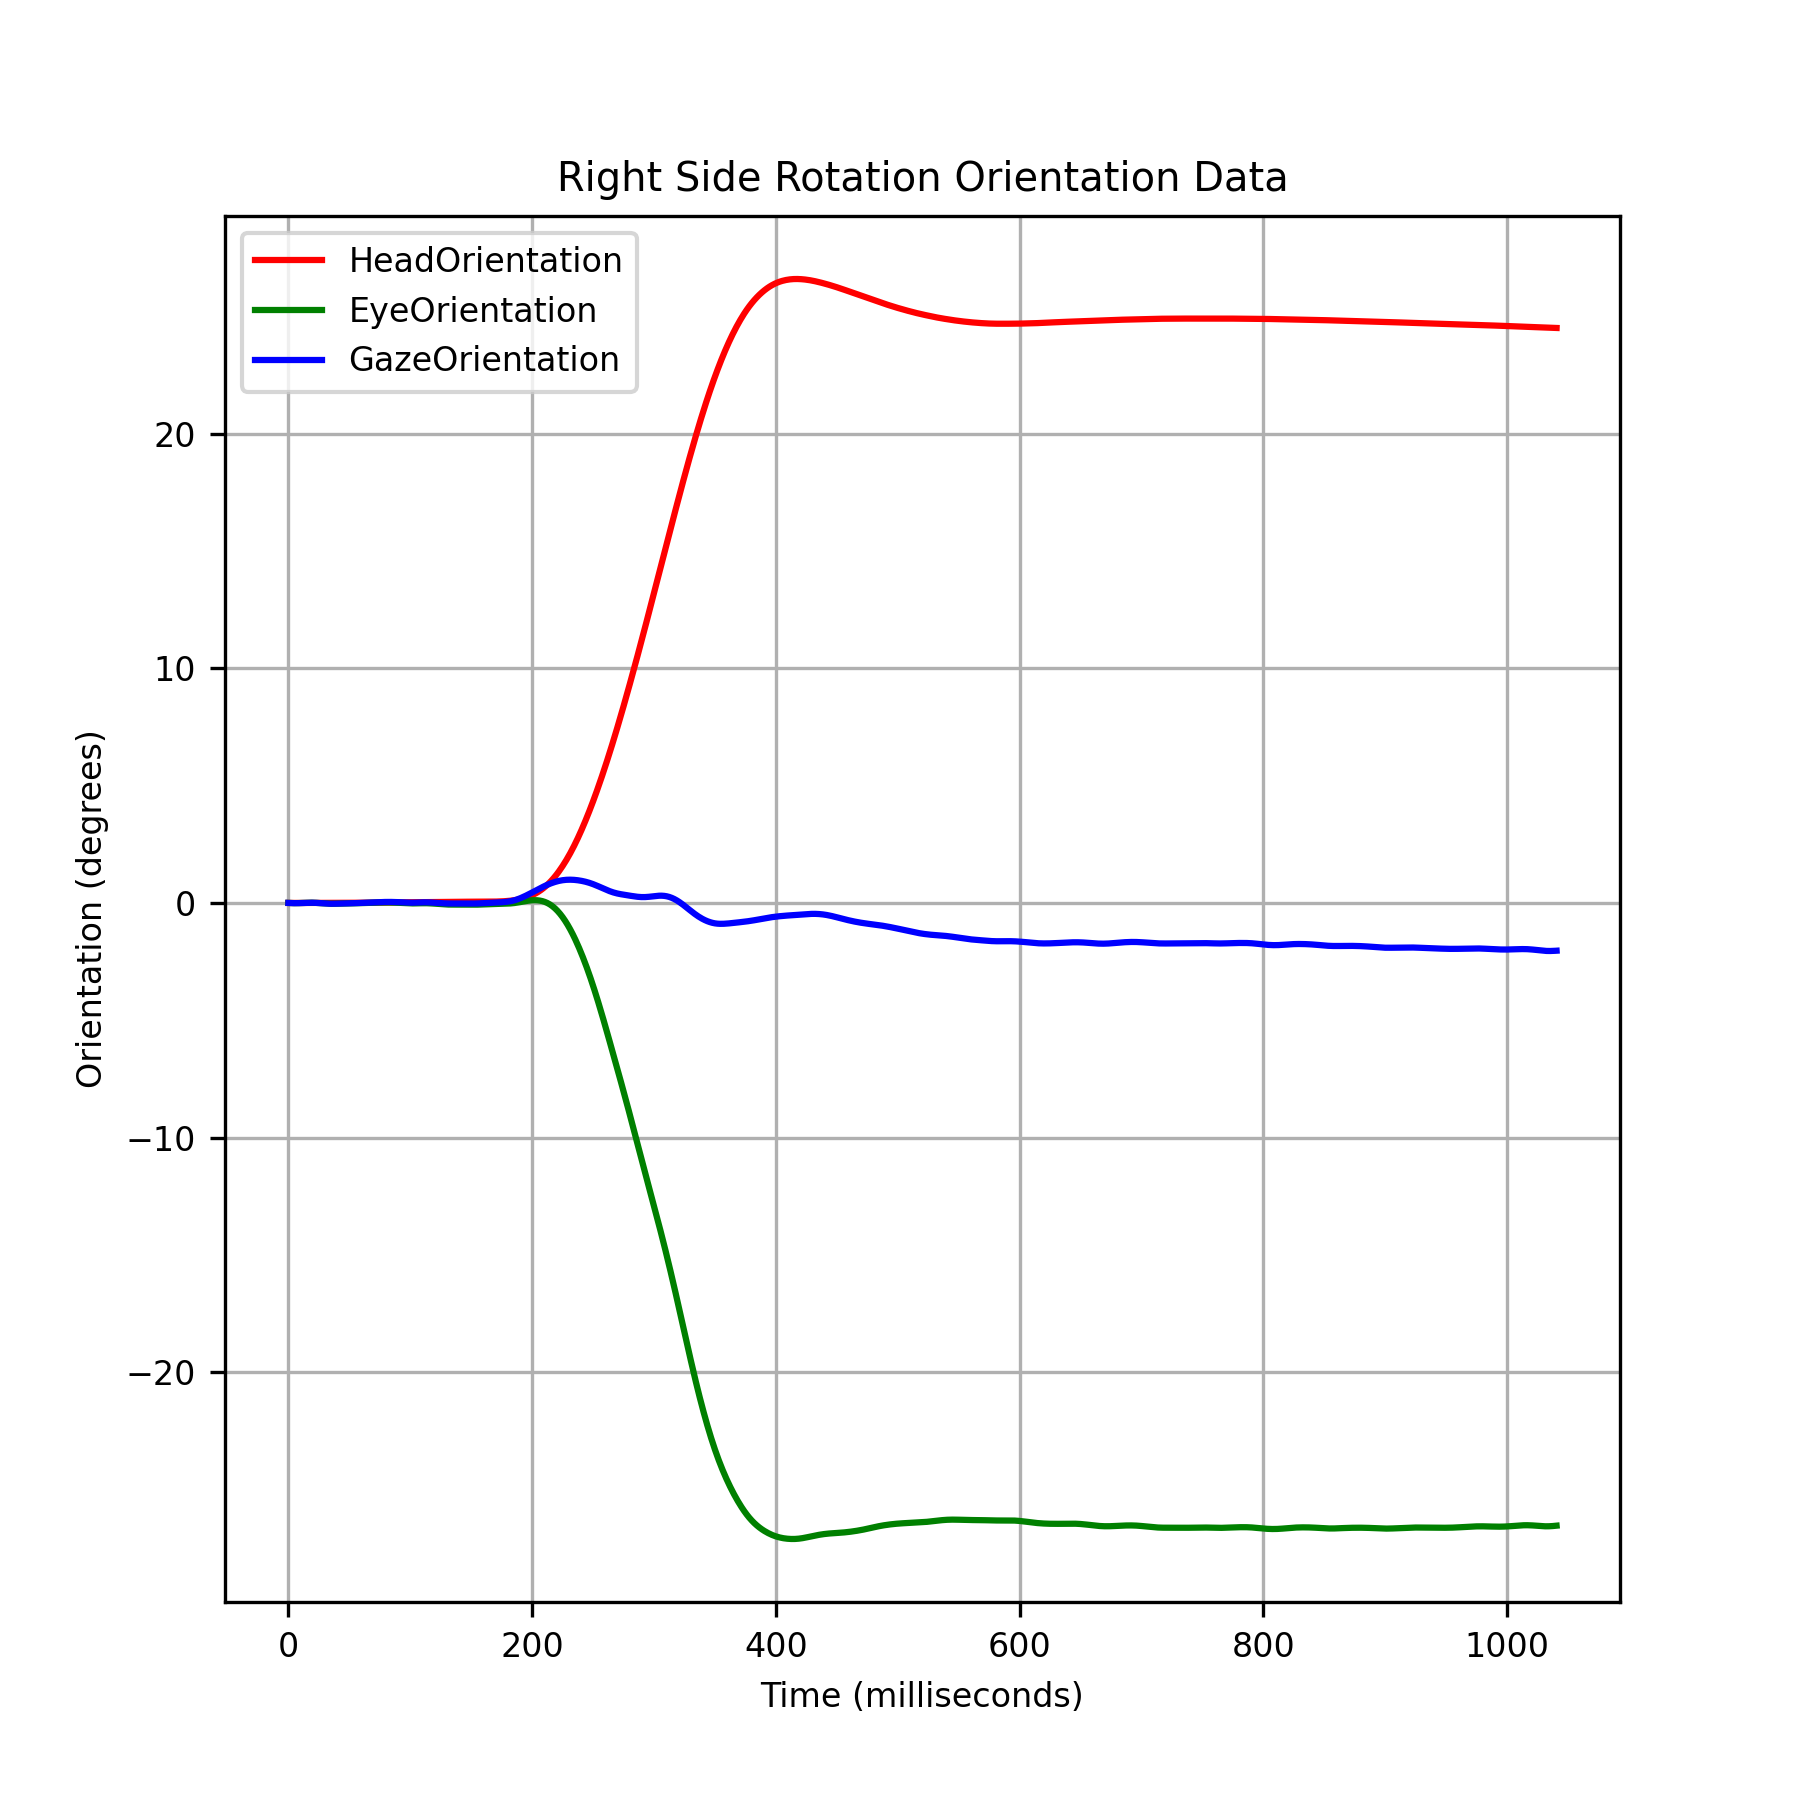 Right Side Rotation Orientation Data
HeadOrientation
EyeOrientation
GazeOrientation
20
10
0
−10
−20
Orientation (degrees)
0 200 400 600 800 1000
Time (milliseconds)